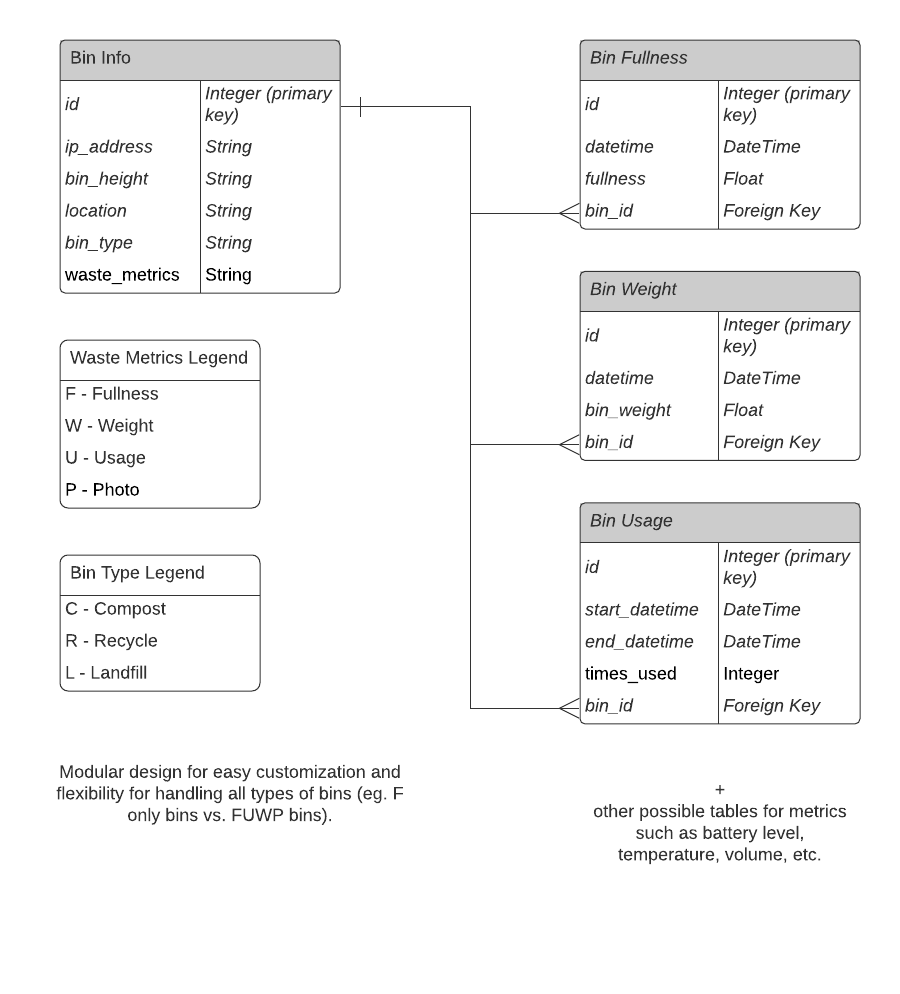 Bin Info
id Integer (primary
key)
ip_address String
bin_height String
location String
bin_type String
waste_metrics String
Waste Metrics Legend
F - Fullness
W - Weight
U - Usage
P - Photo
Bin Type Legend
C - Compost
R - Recycle
L - Landfill
Modular design for easy customization and
flexibility for handling all types of bins (eg. F
only bins vs. FUWP bins).
Bin Fullness
id Integer (primary
key)
datetime DateTime
fullness Float
bin_id Foreign Key
Bin Weight
id Integer (primary
key)
datetime DateTime
bin_weight Float
bin_id Foreign Key
Bin Usage
id Integer (primary
key)
start_datetime DateTime
end_datetime DateTime
times_used Integer
bin_id Foreign Key
+
other possible tables for metrics
such as battery level,
temperature, volume, etc.